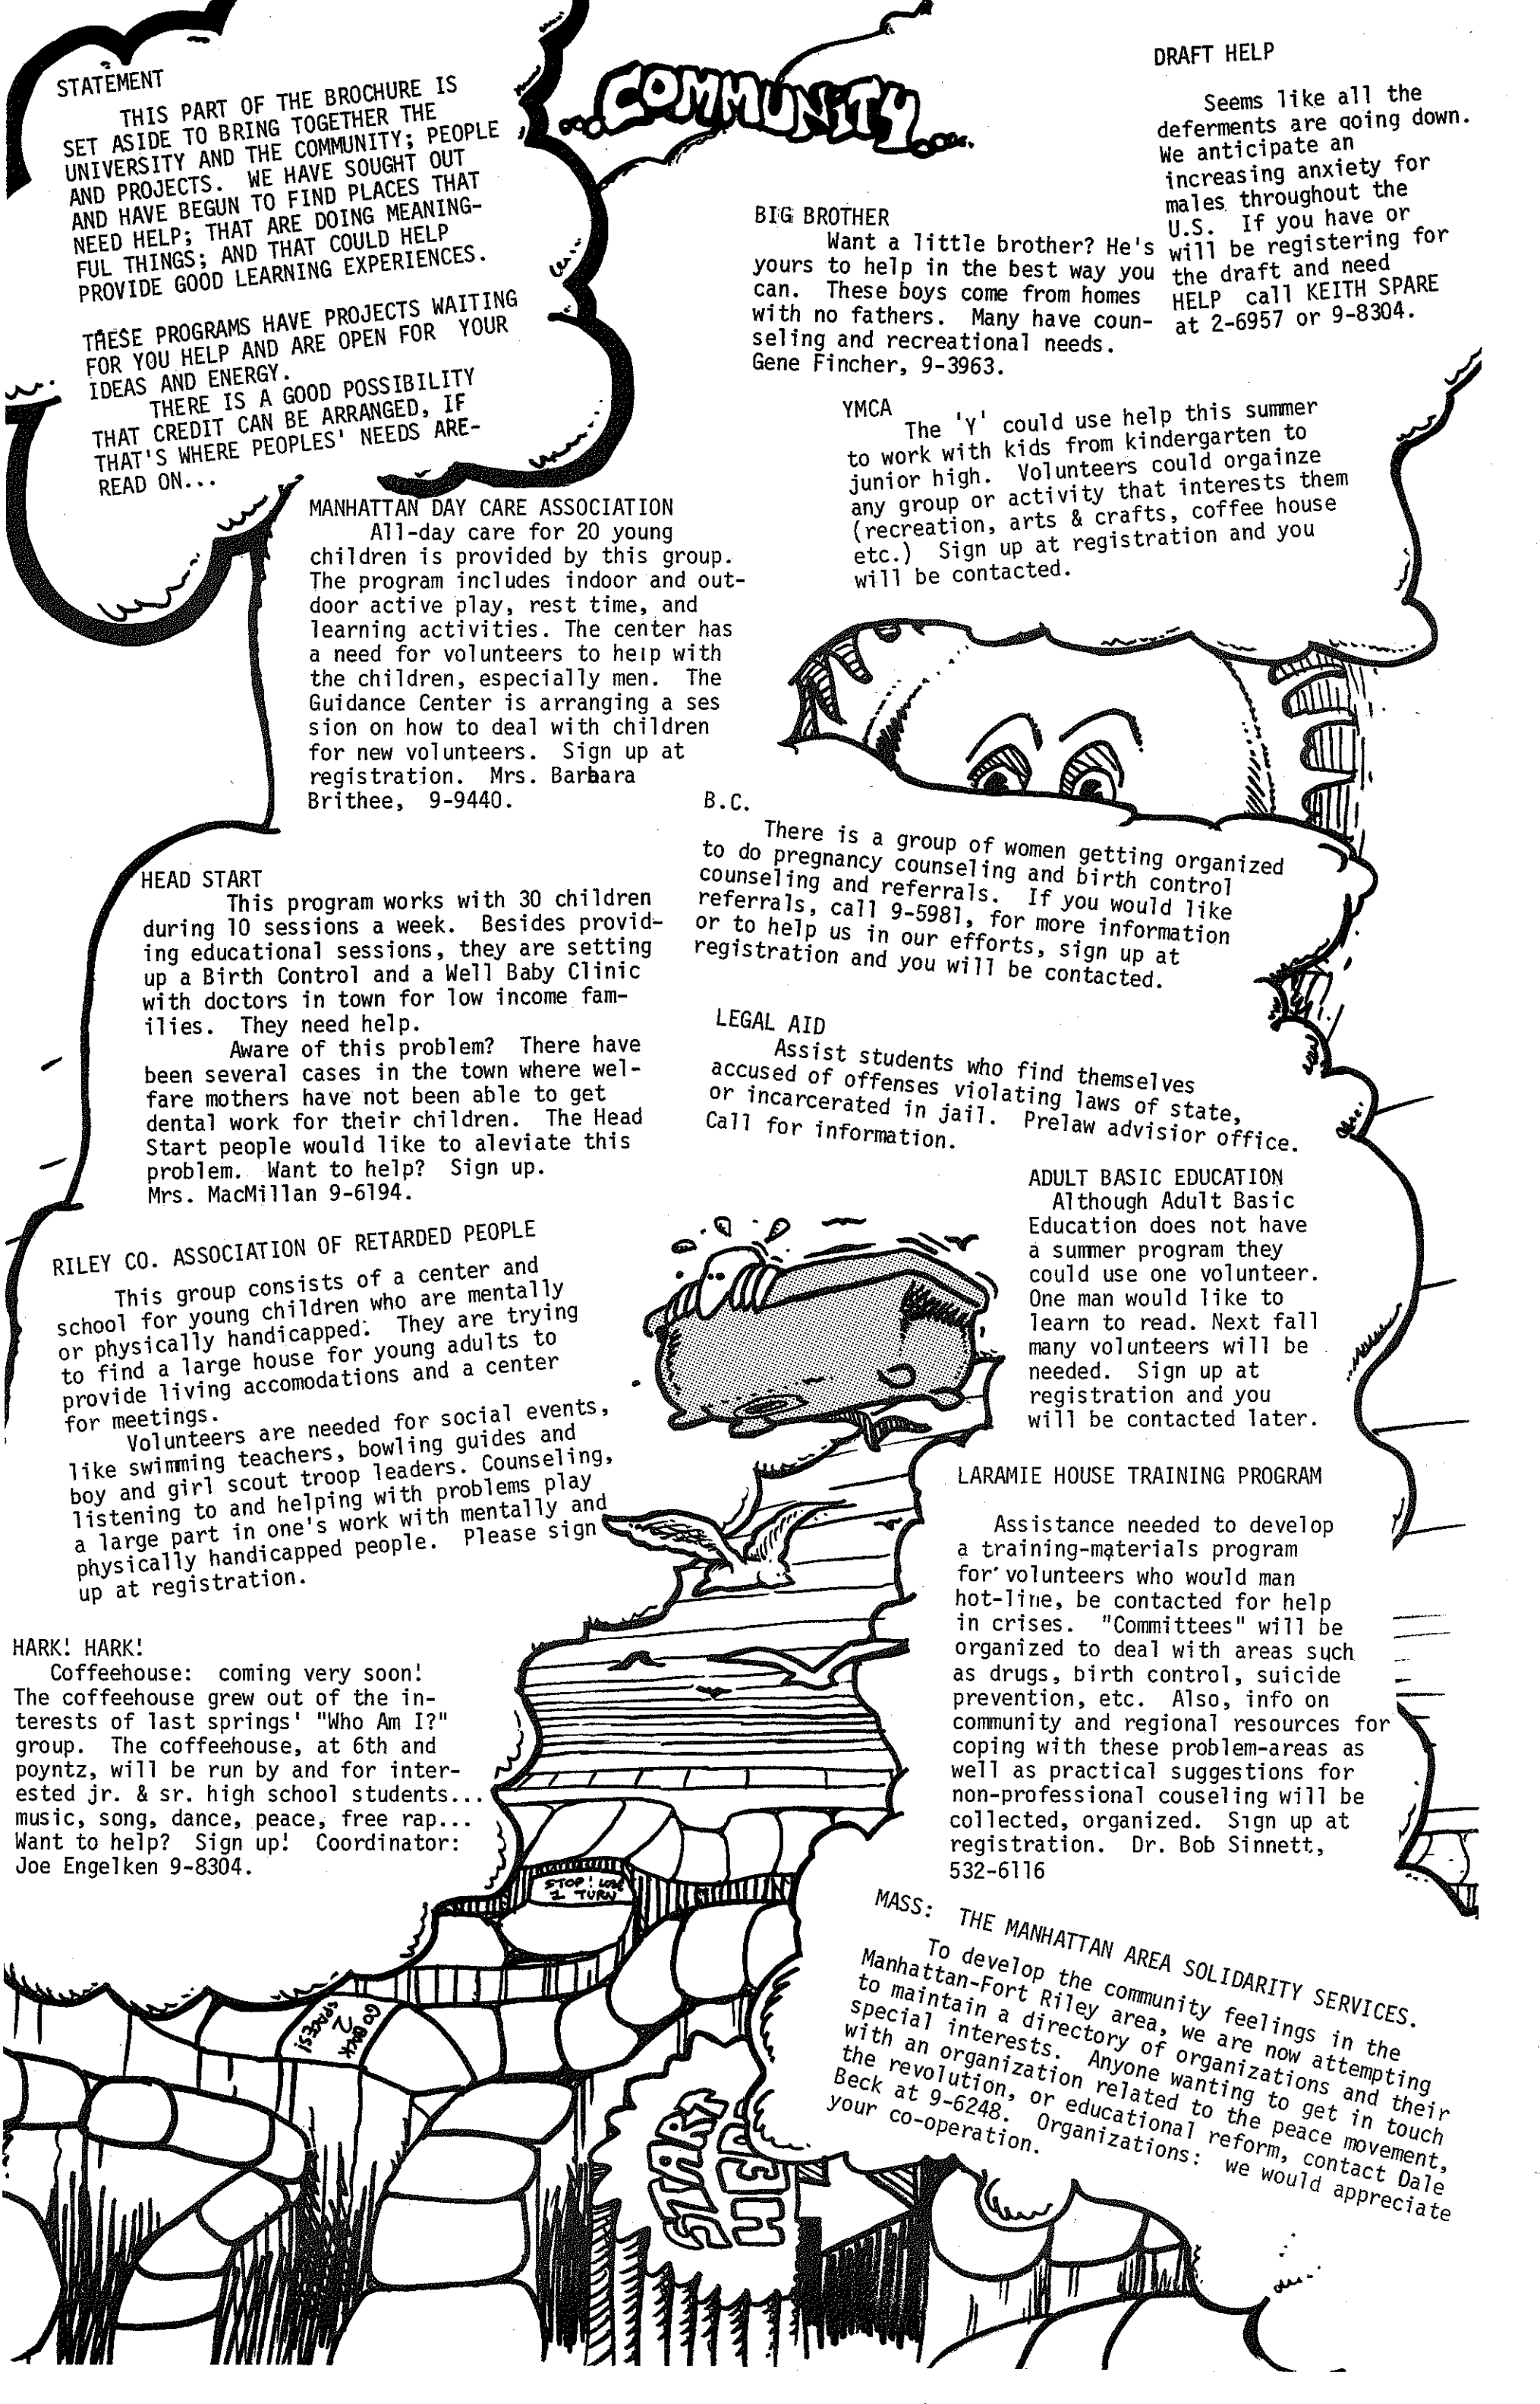 ...COMMUNITY...
STATEMENT
THIS PART OF THE BROCHURE IS
SET ASIDE TO BRING TOGETHER THE
UNIVERSITY AND THE COMMUNITY; PEOPLE
AND PROJECTS. WE HAVE SOUGHT OUT
AND HAVE BEGUN TO FIND PLACES THAT
NEED HELP; THAT ARE DOING MEANING-
FUL THINGS; AND THAT COULD HELP
PROVIDE GOOD LEARNING EXPERIENCES.
THESE PROGRAMS HAVE PROJECTS WAITING
FOR YOU HELP AND ARE OPEN FOR YOUR
IDEAS AND ENERGY.
THERE IS A GOOD POSSIBILITY
THAT CREDIT CAN BE ARRANGED, IF
THAT'S WHERE PEOPLES' NEEDS ARE-
READ ON...
DRAFT HELP
Seems like all the
deferments are going down.
We anticipate an
increasing anxiety for
males throughout the
U.S. If you have or
will be registering for
the draft and need
HELP call KEITH SPARE
at 2-6957 or 9-8304.
BIG BROTHER
Want a little brother? He's
yours to help in the best way you
can. These boys come from homes
with no fathers. Many have coun-
seling and recreational needs.
Gene Fincher, 9-3963.
YMCA
The 'Y' could use help this summer
to work with kids from kindergarten to
junior high. Volunteers could orgainze
any group or activity that interests them
(recreation, arts & crafts, coffee house
etc.) Sign up at registration and you
will be contacted.
MANHATTAN DAY CARE ASSOCIATION
All-day care for 20 young
children is provided by this group.
The program includes indoor and out-
door active play, rest time, and
learning activities. The center has
a need for volunteers to help with
the children, especially men. The
Guidance Center is arranging a ses
sion on how to deal with children
for new volunteers. Sign up at
registration. Mrs. Barbara
Brithee, 9-9440.
B.C.
There is a group of women getting organized
to do pregnancy counseling and birth control
counseling and referrals. If you would like
referrals, call 9-5981, for more information
or to help us in our efforts, sign up at
registration and you will be contacted.
HEAD START
This program works with 30 children
during 10 sessions a week. Besides provid-
ing educational sessions, they are setting
up a Birth Control and a Well Baby Clinic
with doctors in town for low income fam-
ilies. They need help.
Aware of this problem? There have
been several cases in the town where wel-
fare mothers have not been able to get
dental work for their children. The Head
Start people would like to aleviate this
problem. Want to help? Sign up.
Mrs. MacMillan 9-6194.
LEGAL AID
Assist students who find themselves
accused of offenses violating laws of state,
or incarcerated in jail. Prelaw advisior office.
Call for information.
ADULT BASIC EDUCATION
Although Adult Basic
Education does not have
a summer program they
could use one volunteer.
One man would like to
learn to read. Next fall
many volunteers will be
needed. Sign up at
registration and you
will be contacted later.
RILEY CO. ASSOCIATION OF RETARDED PEOPLE
This group consists of a center and
school for young children who are mentally
or physically handicapped. They are trying
to find a large house for young adults to
provide living accomodations and a center
for meetings.
Volunteers are needed for social events,
like swimming teachers, bowling guides and
boy and girl scout troop leaders. Counseling,
listening to and helping with problems play
a large part in one's work with mentally and
physically handicapped people. Please sign
up at registration.
LARAMIE HOUSE TRAINING PROGRAM
Assistance needed to develop
a training-materials program
for volunteers who would man
hot-line, be contacted for help
in crises. "Committees" will be
organized to deal with areas such
as drugs, birth control, suicide
prevention, etc. Also, info on
community and regional resources for
coping with these problem-areas as
well as practical suggestions for
non-professional couseling will be
collected, organized. Sign up at
registration. Dr. Bob Sinnett,
532-6116
HARK! HARK!
Coffeehouse: coming very soon!
The coffeehouse grew out of the in-
terests of last springs' "Who Am I?"
group. The coffeehouse, at 6th and
poyntz, will be run by and for inter-
ested jr. & sr. high school students...
music, song, dance, peace, free rap...
Want to help? Sign up! Coordinator:
Joe Engelken 9-8304.
MASS: THE MANHATTAN AREA SOLIDARITY SERVICES.
To develop the community feelings in the
Manhattan-Fort Riley area, we are now attempting
to maintain a directory of organizations and their
special interests. Anyone wanting to get in touch
with an organization related to the peace movement,
the revolution, or educational reform, contact Dale
Beck at 9-6248. Organizations: we would appreciate
your co-operation.
STOP! LOSE
1 TURN
GO BACK
2
SPACES!
START